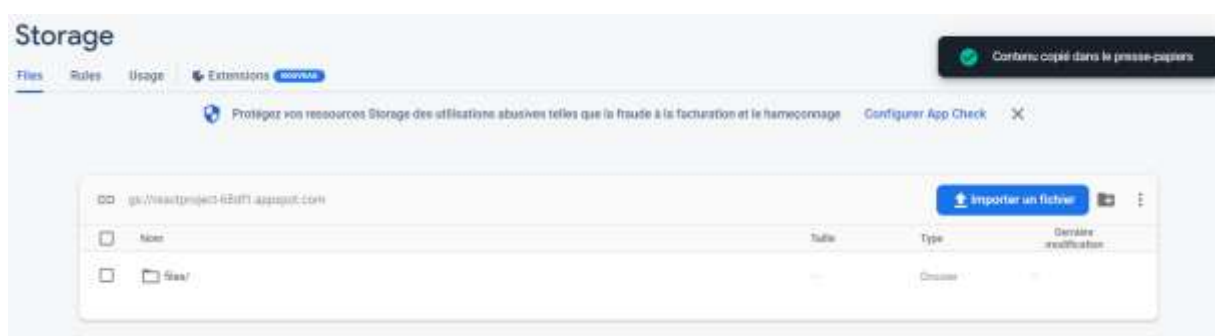 Storage
Contenu copié dans le presse-papiers
Files Rules Usage Extensions NOUVEAU
Protégez vos ressources Storage des utilisations abusives telles que la fraude à la facturation et le hameçonnage Configurer App Check
Importer un fichier
Nom Taille Type Dernière modification
files/ Dossier